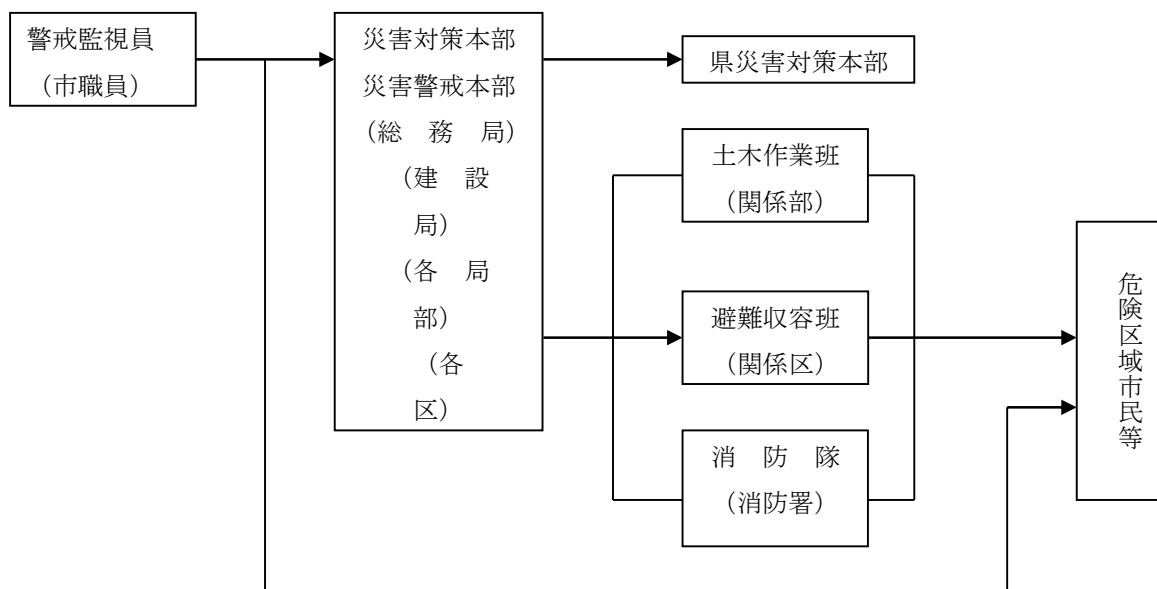 警戒監視員
（市職員）
災害対策本部
災害警戒本部
（総　務　局）
（建　設
局）
（各　局
部）
（各
区）
県災害対策本部
土木作業班
（関係部）
避難収容班
（関係区）
消　防　隊
（消防署）
危険区域市民等